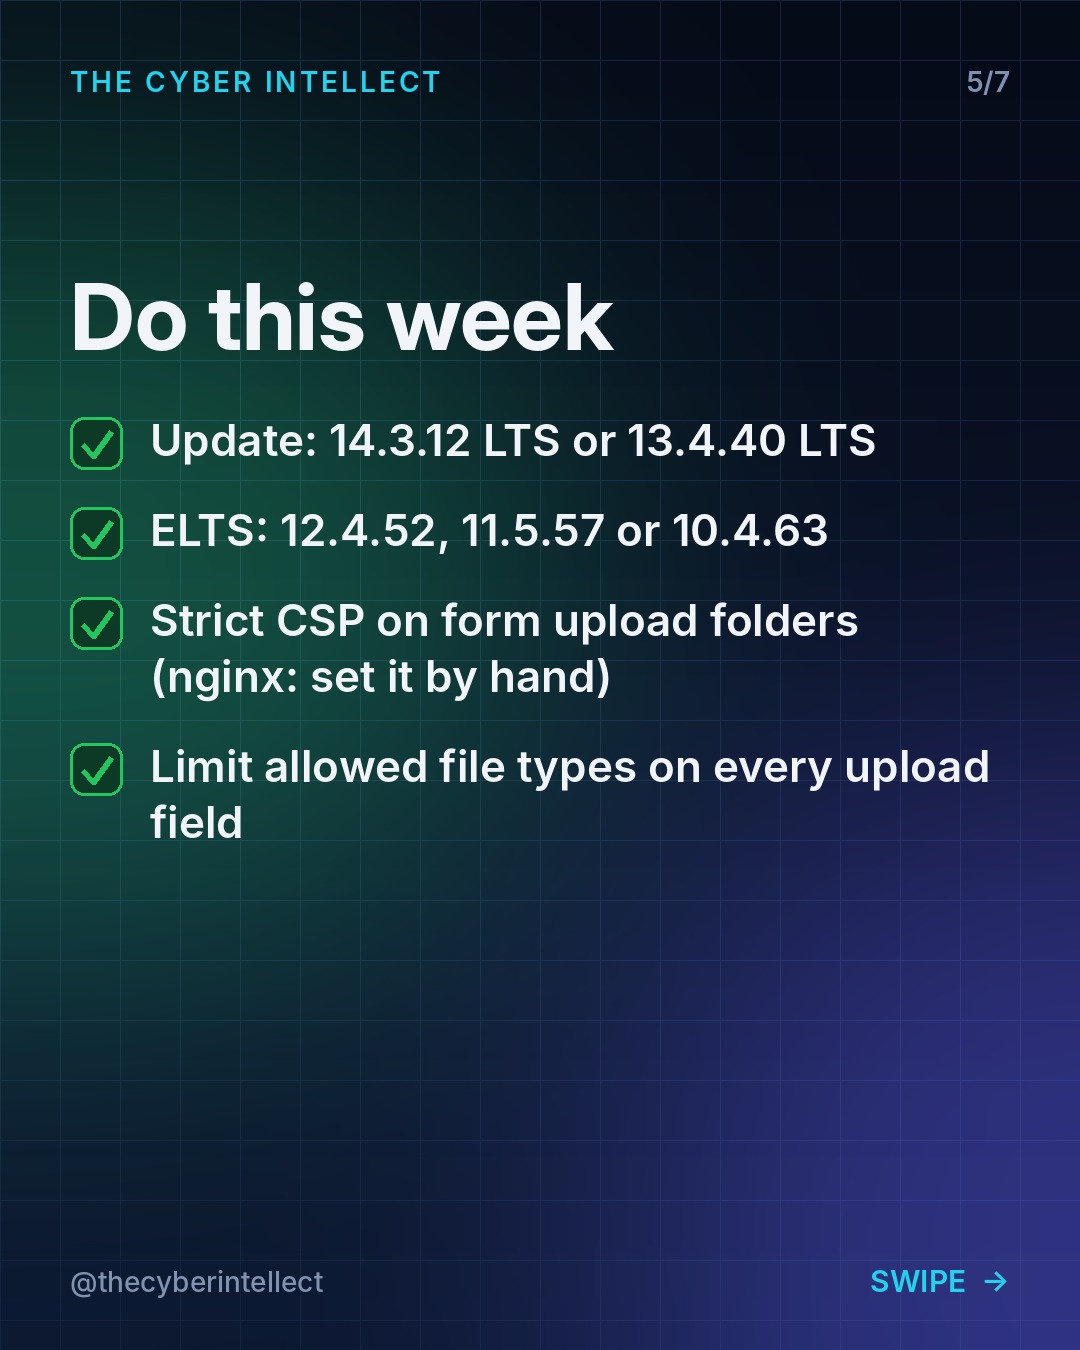 THE CYBER INTELLECT
5/7
Do this week
Update: 14.3.12 LTS or 13.4.40 LTS
ELTS: 12.4.52, 11.5.57 or 10.4.63
Strict CSP on form upload folders
(nginx: set it by hand)
Limit allowed file types on every upload
field
@thecyberintellect
SWIPE →